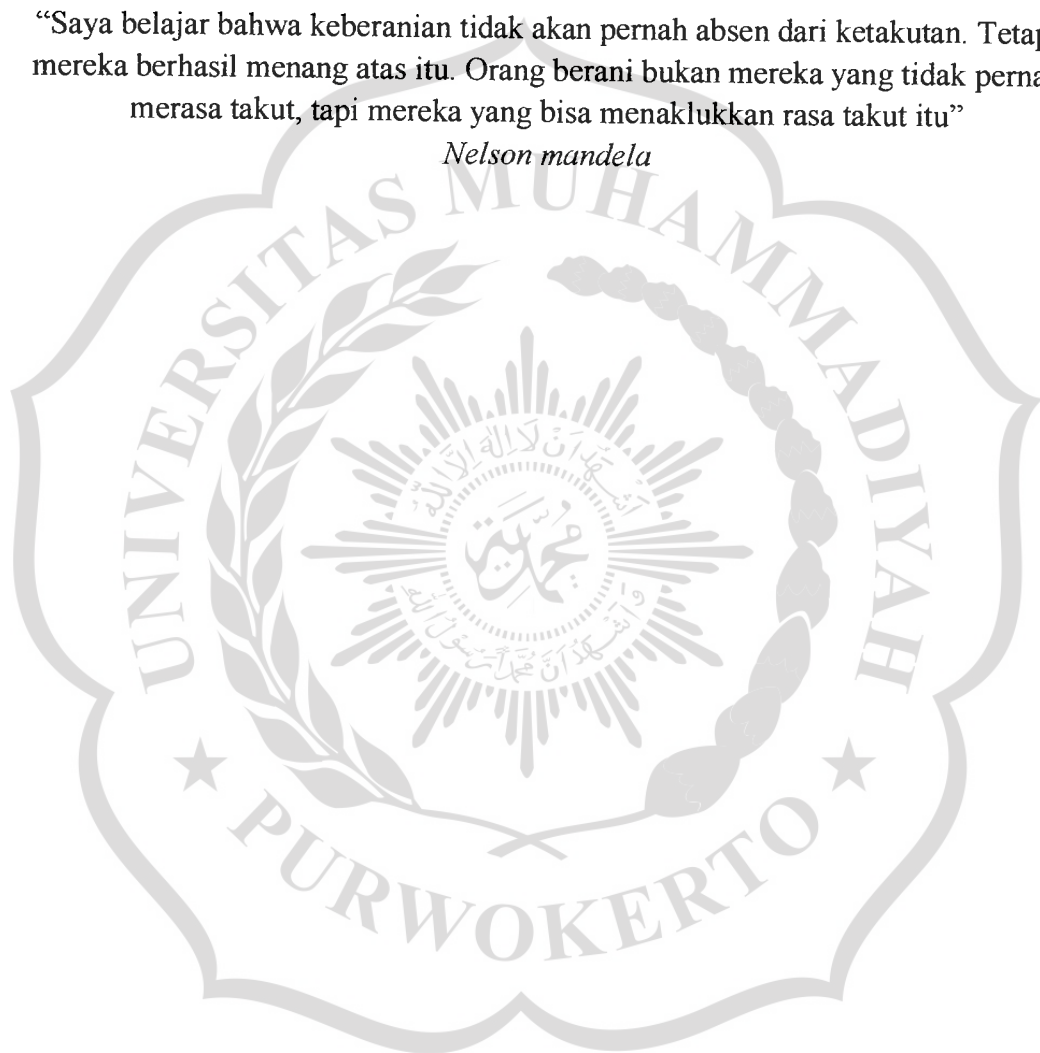 “Saya belajar bahwa keberanian tidak akan pernah absen dari ketakutan. Tetap
mereka berhasil menang atas itu. Orang berani bukan mereka yang tidak perna
merasa takut, tapi mereka yang bisa menaklukkan rasa takut itu”
Nelson mandela
UNIVERSITAS MUHAMMADIYAH
اَشْهَدُ اَنْ لَا اِلٰهَ اِلَّا اللّٰهُ
مُحَمَّدِيَّة
وَاَشْهَدُ اَنَّ مُحَمَّدًا رَسُوْلُ اللّٰهِ
★ PURWOKERTO ★